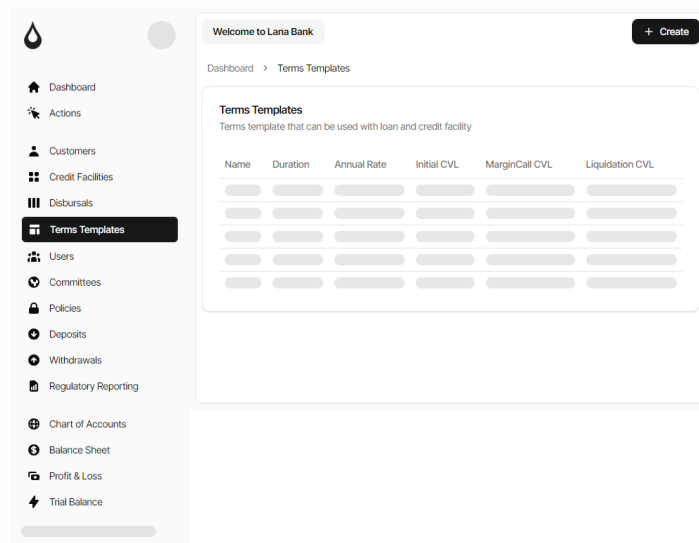 Welcome to Lana Bank
+ Create
Dashboard > Terms Templates
Dashboard
Actions
Customers
Credit Facilities
Disbursals
Terms Templates
Users
Committees
Policies
Deposits
Withdrawals
Regulatory Reporting
Chart of Accounts
Balance Sheet
Profit & Loss
Trial Balance
Terms Templates
Terms template that can be used with loan and credit facility
Name Duration Annual Rate Initial CVL MarginCall CVL Liquidation CVL